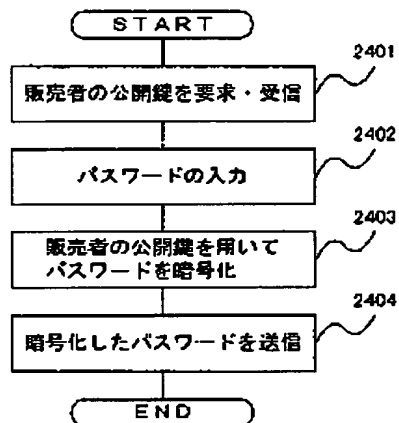 START
2401
販売者の公開鍵を要求・受信
2402
パスワードの入力
2403
販売者の公開鍵を用いて
パスワードを暗号化
2404
暗号化したパスワードを送信
END